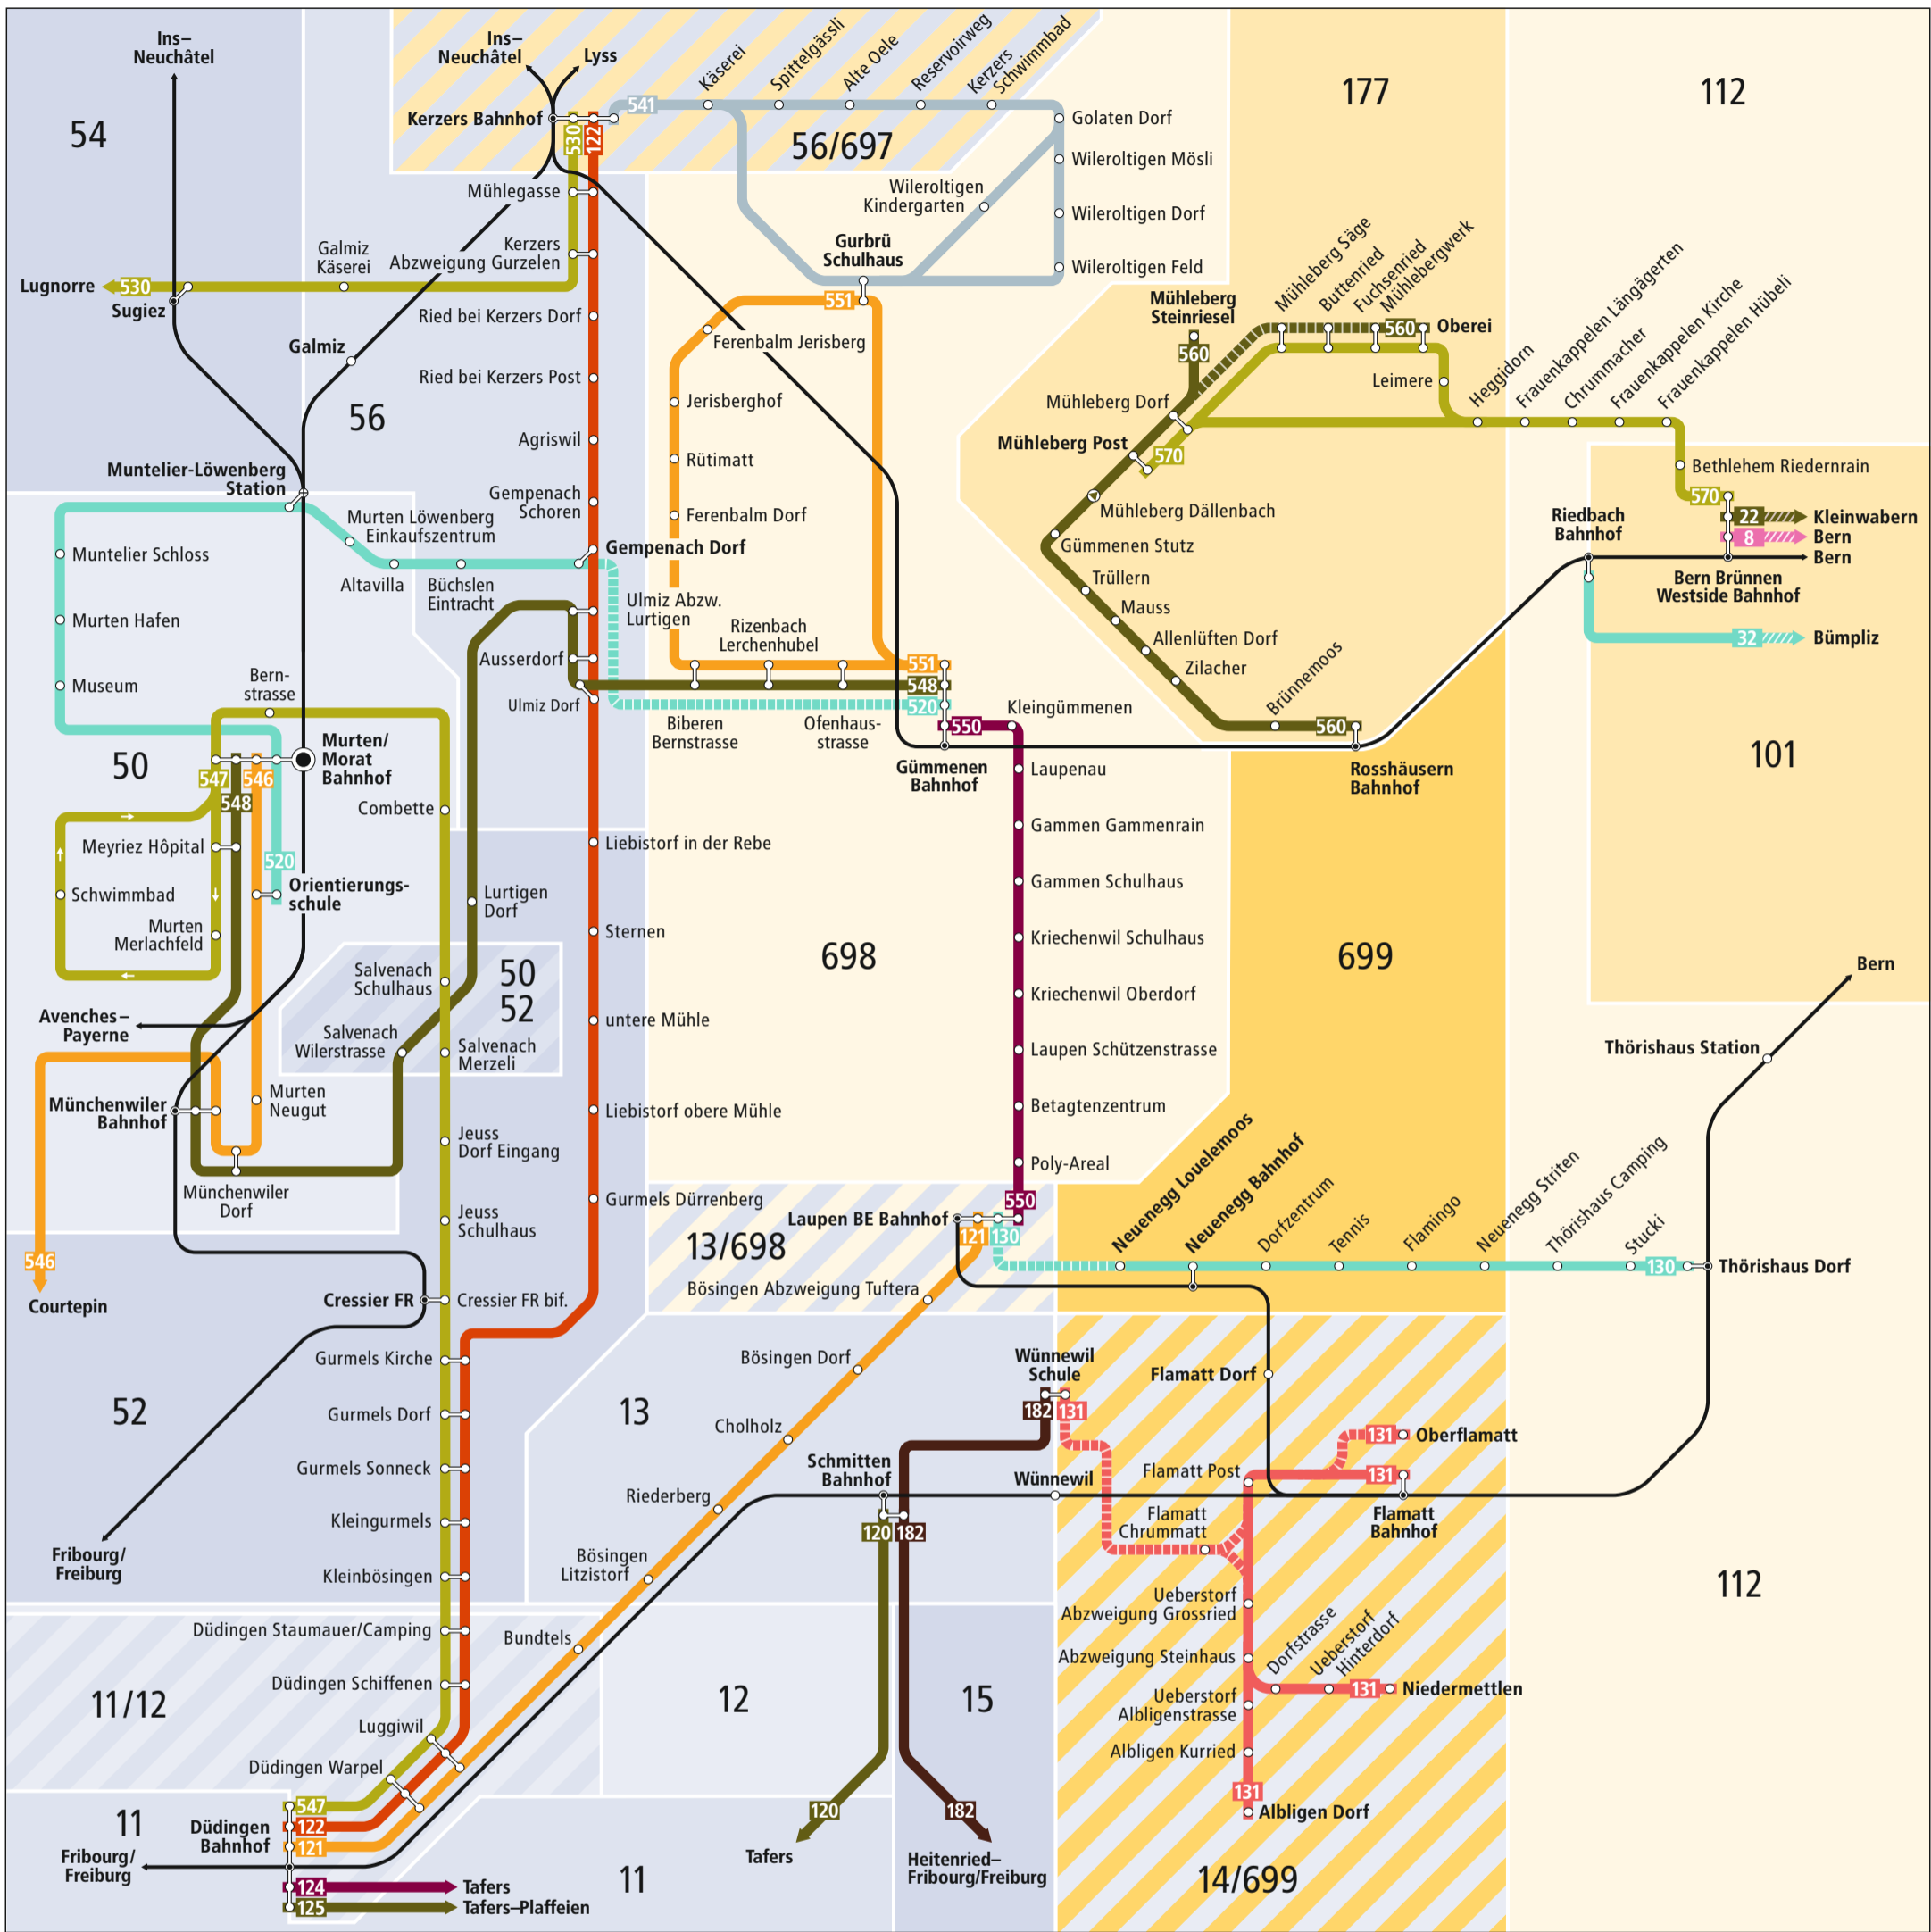 Ins–
Neuchâtel
Ins–
Neuchâtel
Lyss
Käserei
Spittelgässli
Alte Oele
Reservoirweg
Kerzers
Schwimmbad
177
112
54
Kerzers Bahnhof
541
530
122
56/697
Golaten Dorf
Wileroltigen Mösli
Wileroltigen
Kindergarten
Wileroltigen Dorf
Wileroltigen Feld
Mühlegasse
Kerzers
Abzweigung Gurzelen
Galmiz
Käserei
Gurbrü
Schulhaus
Lugnorre
530
Sugiez
551
Ried bei Kerzers Dorf
Ferenbalm Jerisberg
Galmiz
Ried bei Kerzers Post
56
Jerisberghof
Agriswil
Rütimatt
Gempenach
Schoren
Ferenbalm Dorf
Mühleberg
Steinriesel
560
Mühleberg Säge
Buttenried
Fuchsenried
Mühlebergwerk
560
Oberei
Leimere
Heggidorn
Frauenkappelen Längägerten
Chrummacher
Frauenkappelen Kirche
Frauenkappelen Hübeli
Mühleberg Dorf
Mühleberg Post
570
Mühleberg Dällenbach
Gümmenen Stutz
Trüllern
Mauss
Allenlüften Dorf
Zilacher
Brünnemoos
560
Rosshäusern
Bahnhof
Bethlehem Riedernrain
570
22
Kleinwabern
8
Bern
Bern
Riedbach
Bahnhof
Bern Brünnen
Westside Bahnhof
32
Bümpliz
101
Muntelier-Löwenberg
Station
Murten Löwenberg
Einkaufszentrum
Gempenach Dorf
Muntelier Schloss
Altavilla
Büchslen
Eintracht
Murten Hafen
Ulmiz Abzw.
Lurtigen
Rizenbach
Lerchenhubel
Museum
Ausserdorf
551
548
520
Ulmiz Dorf
Biberen
Bernstrasse
Ofenhaus-
strasse
550
Kleingümmenen
Gümmenen
Bahnhof
Bern-
strasse
50
Murten/
Morat
Bahnhof
547
546
548
Combette
Meyriez Hôpital
520
Schwimmbad
Orientierungs-
schule
Murten
Merlachfeld
Lurtigen
Dorf
Liebistorf in der Rebe
Sternen
698
699
Laupenau
Gammen Gammenrain
Gammen Schulhaus
Kriechenwil Schulhaus
Kriechenwil Oberdorf
Laupen Schützenstrasse
Betagtenzentrum
Poly-Areal
550
Salvenach
Schulhaus
50
52
Avenches–
Payerne
Salvenach
Wilerstrasse
Salvenach
Merzeli
untere Mühle
Münchenwiler
Bahnhof
Murten
Neugut
Liebistorf obere Mühle
Jeuss
Dorf Eingang
Münchenwiler
Dorf
Jeuss
Schulhaus
Gurmels Dürrenberg
546
Courtepin
Cressier FR
Cressier FR bif.
Laupen BE Bahnhof
121
130
13/698
Bösingen Abzweigung Tuftera
Neuenegg Louelemoos
Neuenegg Bahnhof
Dorfzentrum
Tennis
Flamingo
Neuenegg Striten
Thörishaus Camping
Stucki
130
Thörishaus Dorf
Thörishaus Station
Bern
Gurmels Kirche
52
Gurmels Dorf
Gurmels Sonneck
Kleingurmels
Fribourg/
Freiburg
Kleinbösingen
13
Bösingen Dorf
Cholholz
Riederberg
Bösingen
Litzistorf
Bundtels
Wünnewil
Schule
182
131
Schmitten
Bahnhof
Wünnewil
120
182
Flamatt Dorf
131
Oberflamatt
Flamatt Post
131
Flamatt
Bahnhof
Flamatt
Chrummatt
112
Ueberstorf
Abzweigung Grossried
Abzweigung Steinhaus
Dorfstrasse
Ueberstorf
Hinterdorf
131
Niedermettlen
Ueberstorf
Albligenstrasse
Albligen Kurried
131
Albligen Dorf
14/699
Düdingen Staumauer/Camping
Düdingen Schiffenen
11/12
Luggiwil
Düdingen Warpel
12
15
11
Düdingen
Bahnhof
547
122
121
Fribourg/
Freiburg
124
Tafers
125
Tafers–Plaffeien
11
120
Tafers
182
Heitenried–
Fribourg/Freiburg